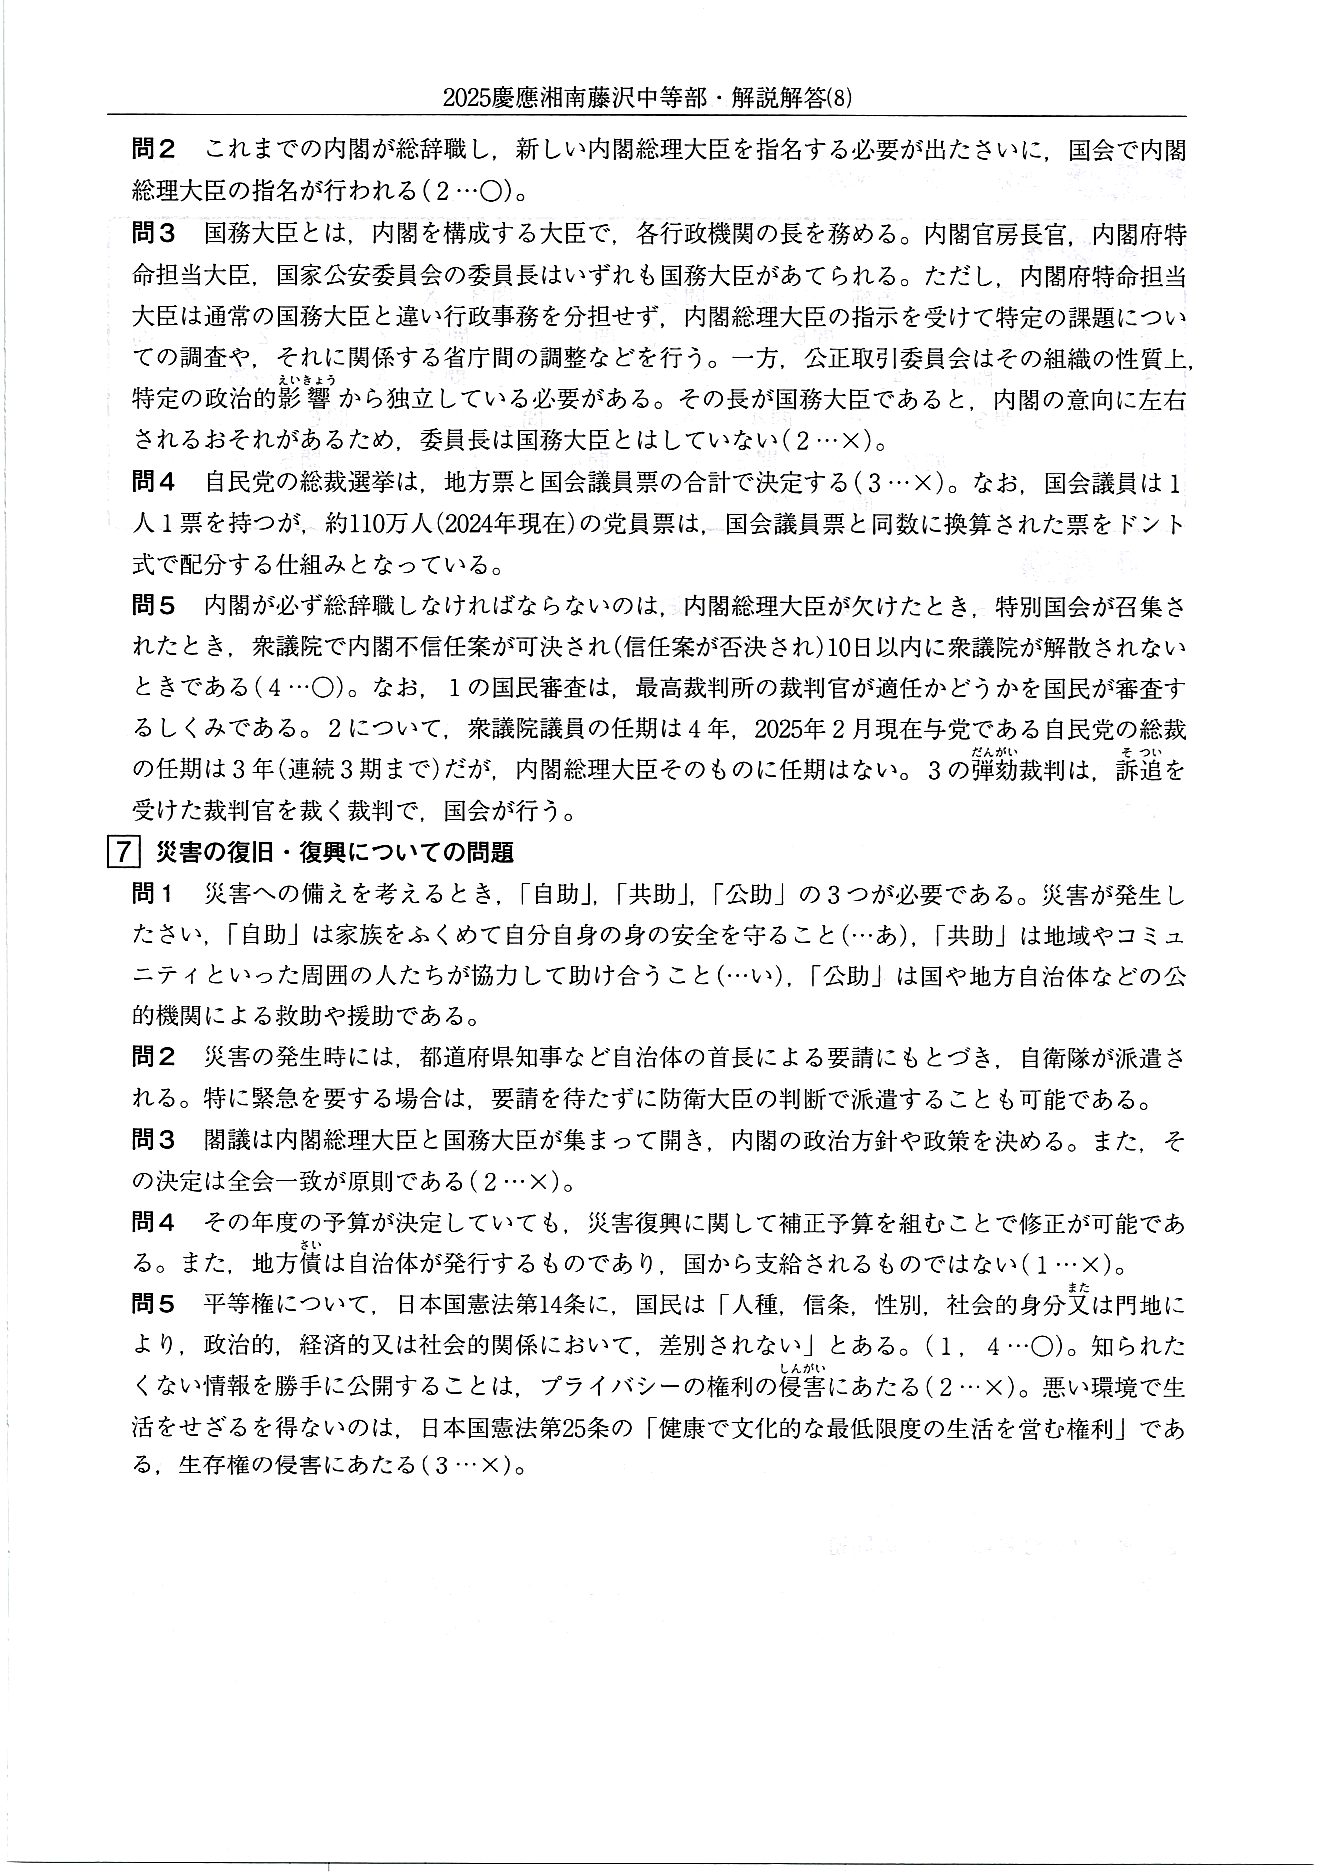 2025慶應湘南藤沢中等部・解説解答(8)
問2　これまでの内閣が総辞職し，新しい内閣総理大臣を指名する必要が出たさいに，国会で内閣
総理大臣の指名が行われる(2…○)。
問3　国務大臣とは，内閣を構成する大臣で，各行政機関の長を務める。内閣官房長官，内閣府特
命担当大臣，国家公安委員会の委員長はいずれも国務大臣があてられる。ただし，内閣府特命担当
大臣は通常の国務大臣と違い行政事務を分担せず，内閣総理大臣の指示を受けて特定の課題につい
ての調査や，それに関係する省庁間の調整などを行う。一方，公正取引委員会はその組織の性質上，
えいきょう
特定の政治的影響から独立している必要がある。その長が国務大臣であると，内閣の意向に左右
されるおそれがあるため，委員長は国務大臣とはしていない(2…×)。
問4　自民党の総裁選挙は，地方票と国会議員票の合計で決定する(3…×)。なお，国会議員は1
人1票を持つが，約110万人(2024年現在)の党員票は，国会議員票と同数に換算された票をドント
式で配分する仕組みとなっている。
問5　内閣が必ず総辞職しなければならないのは，内閣総理大臣が欠けたとき，特別国会が召集さ
れたとき，衆議院で内閣不信任案が可決され(信任案が否決され)10日以内に衆議院が解散されない
ときである(4…○)。なお，1の国民審査は，最高裁判所の裁判官が適任かどうかを国民が審査す
るしくみである。2について，衆議院議員の任期は4年，2025年2月現在与党である自民党の総裁
だんがい　そつい
の任期は3年(連続3期まで)だが，内閣総理大臣そのものに任期はない。3の弾劾裁判は，訴追を
受けた裁判官を裁く裁判で，国会が行う。
7　災害の復旧・復興についての問題
問1　災害への備えを考えるとき，「自助」，「共助」，「公助」の3つが必要である。災害が発生し
たさい，「自助」は家族をふくめて自分自身の身の安全を守ること(…あ)，「共助」は地域やコミュ
ニティといった周囲の人たちが協力して助け合うこと(…い)，「公助」は国や地方自治体などの公
的機関による救助や援助である。
問2　災害の発生時には，都道府県知事など自治体の首長による要請にもとづき，自衛隊が派遣さ
れる。特に緊急を要する場合は，要請を待たずに防衛大臣の判断で派遣することも可能である。
問3　閣議は内閣総理大臣と国務大臣が集まって開き，内閣の政治方針や政策を決める。また，そ
の決定は全会一致が原則である(2…×)。
問4　その年度の予算が決定していても，災害復興に関して補正予算を組むことで修正が可能であ
さい
る。また，地方債は自治体が発行するものであり，国から支給されるものではない(1…×)。
また
問5　平等権について，日本国憲法第14条に，国民は「人種，信条，性別，社会的身分又は門地に
より，政治的，経済的又は社会的関係において，差別されない」とある。(1，4…○)。知られた
しんがい
くない情報を勝手に公開することは，プライバシーの権利の侵害にあたる(2…×)。悪い環境で生
活をせざるを得ないのは，日本国憲法第25条の「健康で文化的な最低限度の生活を営む権利」であ
る，生存権の侵害にあたる(3…×)。